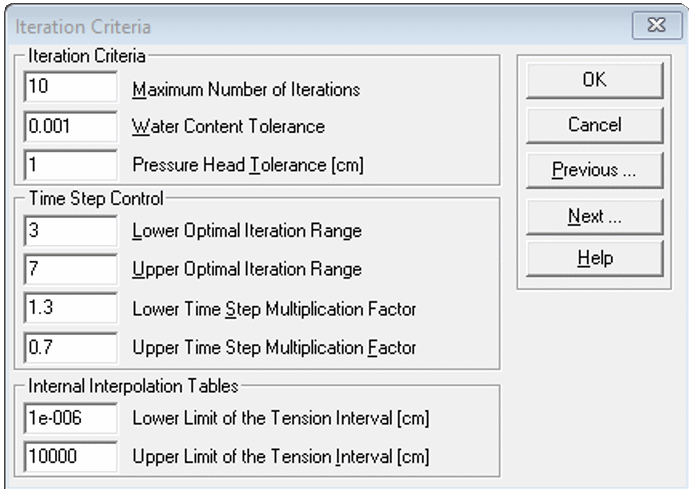 Iteration Criteria
Iteration Criteria
10 Maximum Number of Iterations
0.001 Water Content Tolerance
1 Pressure Head Tolerance [cm]
Time Step Control
3 Lower Optimal Iteration Range
7 Upper Optimal Iteration Range
1.3 Lower Time Step Multiplication Factor
0.7 Upper Time Step Multiplication Factor
Internal Interpolation Tables
1e-006 Lower Limit of the Tension Interval [cm]
10000 Upper Limit of the Tension Interval [cm]
OK
Cancel
Previous ...
Next ...
Help